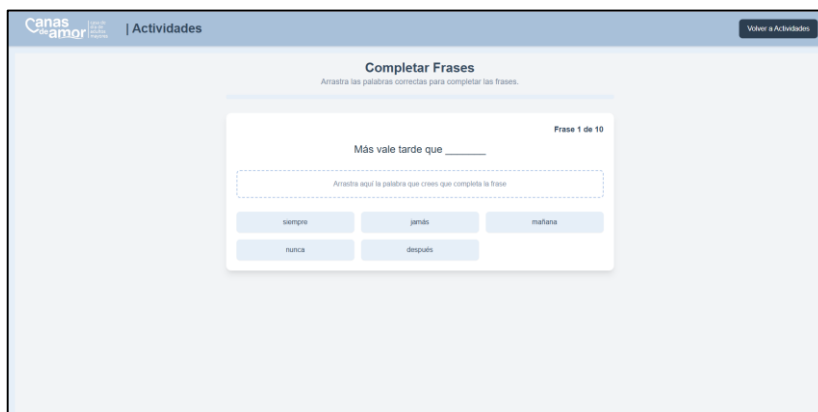 Canas
de amor
| Actividades
Volver a Actividades
Completar Frases
Arrastra las palabras correctas para completar las frases.
Frase 1 de 10
Más vale tarde que _______
Arrastra aquí la palabra que crees que completa la frase
siempre
jamás
mañana
nunca
después